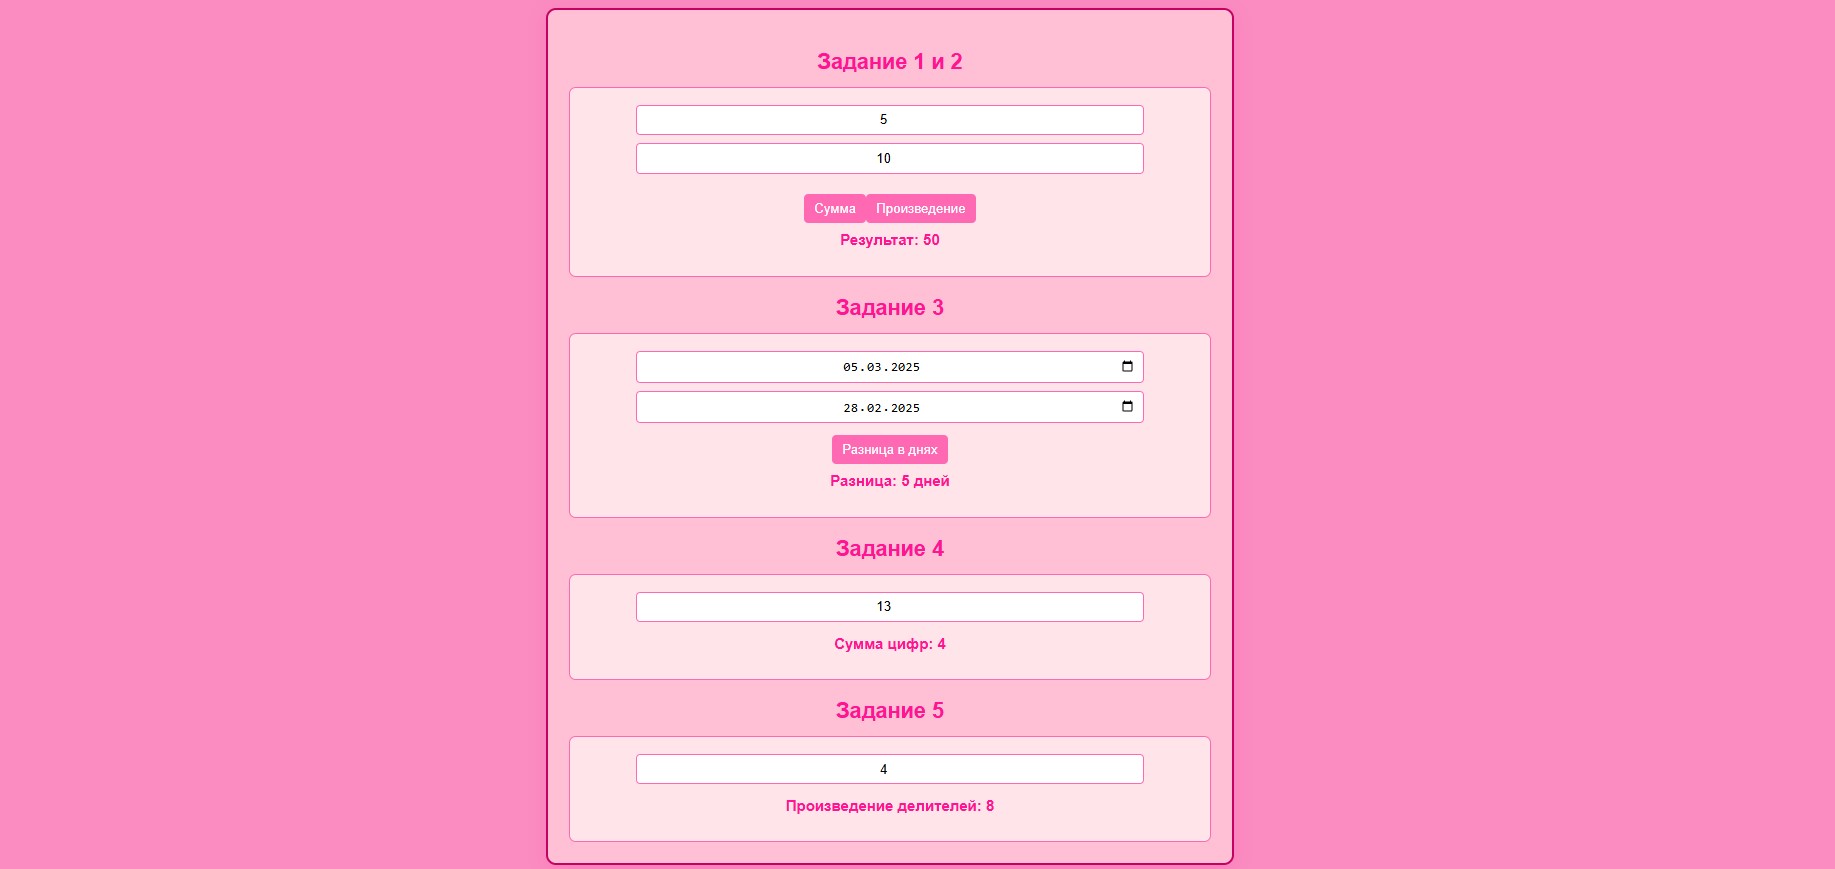 Задание 1 и 2
5
10
Сумма Произведение
Результат: 50
Задание 3
05.03.2025
28.02.2025
Разница в днях
Разница: 5 дней
Задание 4
13
Сумма цифр: 4
Задание 5
4
Произведение делителей: 8